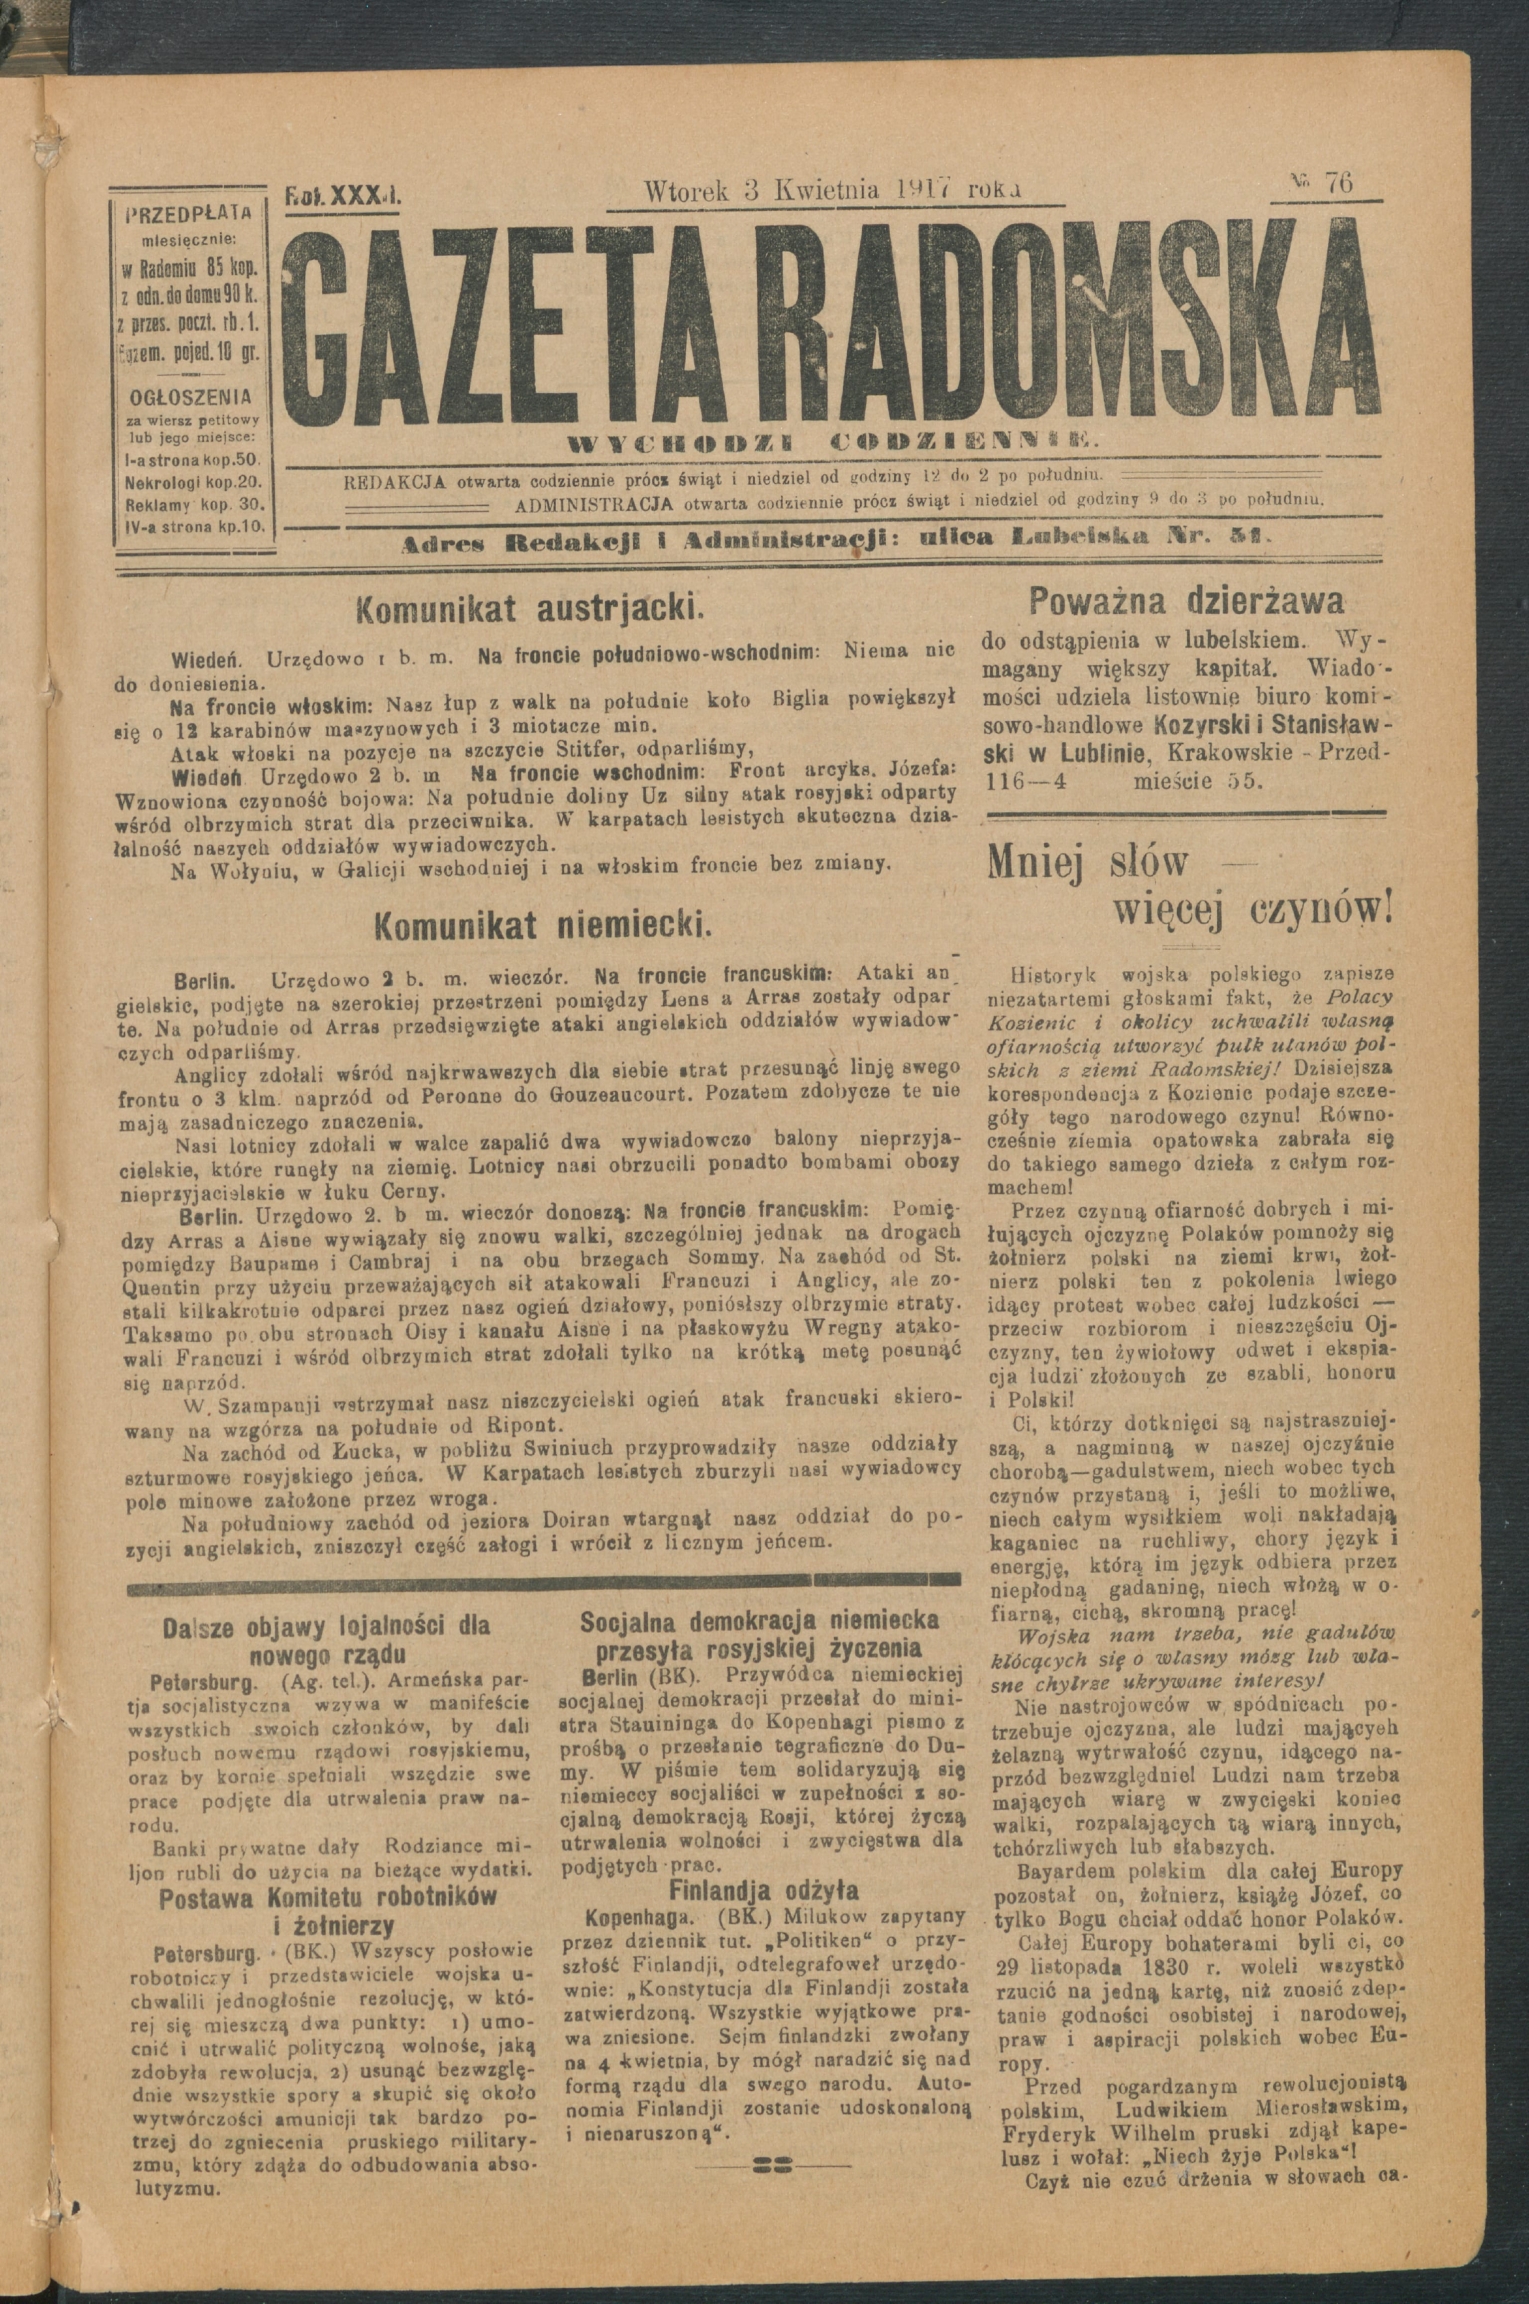 PRZEDPŁATA
miesięcznie:
w Radomiu 85 kop.
z odn. do domu 90 k.
z przes. poczt. rb. 1.
Egzem. pojed. 10 gr.
OGŁOSZENIA
za wiersz petitowy
lub jego miejsce:
I-a strona kop. 50.
Nekrologi kop. 20.
Reklamy kop. 30.
IV-a strona kp. 10.
Rok XXXI.
Wtorek 3 Kwietnia 1917 roku
№ 76
GAZETA RADOMSKA
WYCHODZI CODZIENNIE.
REDAKCJA otwarta codziennie prócz świąt i niedziel od godziny 12 do 2 po południu.
ADMINISTRACJA otwarta codziennie prócz świąt i niedziel od godziny 9 do 3 po południu.
Adres Redakcji i Administracji: ulica Lubelska Nr. 51.
Komunikat austrjacki.
Wiedeń. Urzędowo 1 b. m. Na froncie południowo-wschodnim: Niema nic
do doniesienia.
Na froncie włoskim: Nasz łup z walk na południe koło Biglia powiększył
się o 12 karabinów maszynowych i 3 miotacze min.
Atak włoski na pozycje na szczycie Stitfer, odparliśmy,
Wiedeń Urzędowo 2 b. m Na froncie wschodnim: Front arcyks. Józefa:
Wznowiona czynność bojowa: Na południe doliny Uz silny atak rosyjski odparty
wśród olbrzymich strat dla przeciwnika. W karpatach lesistych skuteczna dzia-
łalność naszych oddziałów wywiadowczych.
Na Wołyniu, w Galicji wschodniej i na włoskim froncie bez zmiany.
Komunikat niemiecki.
Berlin. Urzędowo 2 b. m. wieczór. Na froncie francuskim: Ataki an-
gielskie, podjęte na szerokiej przestrzeni pomiędzy Lens a Arras zostały odpar
te. Na południe od Arras przedsięwzięte ataki angielskich oddziałów wywiadow-
czych odparliśmy.
Anglicy zdołali wśród najkrwawszych dla siebie strat przesunąć linję swego
frontu o 3 klm. naprzód od Peronne do Gouzeaucourt. Pozatem zdobycze te nie
mają zasadniczego znaczenia.
Nasi lotnicy zdołali w walce zapalić dwa wywiadowcze balony nieprzyja-
cielskie, które runęły na ziemię. Lotnicy nasi obrzucili ponadto bombami obozy
nieprzyjacielskie w łuku Cerny.
Berlin. Urzędowo 2. b m. wieczór donoszą: Na froncie francuskim: Pomię-
dzy Arras a Aisne wywiązały się znowu walki, szczególniej jednak na drogach
pomiędzy Baupame i Cambraj i na obu brzegach Sommy. Na zachód od St.
Quentin przy użyciu przeważających sił atakowali Francuzi i Anglicy, ale zo-
stali kilkakrotnie odparci przez nasz ogień działowy, poniósłszy olbrzymie straty.
Taksamo po obu stronach Oisy i kanału Aisne i na płaskowyżu Wregny atako-
wali Francuzi i wśród olbrzymich strat zdołali tylko na krótką metę posunąć
się naprzód.
W. Szampanji wstrzymał nasz niszczycielski ogień atak francuski skiero-
wany na wzgórza na południe od Ripont.
Na zachód od Łucka, w pobliżu Swiniuch przyprowadziły nasze oddziały
szturmowe rosyjskiego jeńca. W Karpatach lesistych zburzyli nasi wywiadowcy
pole minowe założone przez wroga.
Na południowy zachód od jeziora Doiran wtargnął nasz oddział do po-
zycji angielskich, zniszczył część załogi i wrócił z licznym jeńcem.
Dalsze objawy lojalności dla
nowego rządu
Petersburg. (Ag. tel.). Armeńska par-
tja socjalistyczna wzywa w manifeście
wszystkich swoich członków, by dali
posłuch nowemu rządowi rosyjskiemu,
oraz by kornie spełniali wszędzie swe
prace podjęte dla utrwalenia praw na-
rodu.
Banki prywatne dały Rodziance mi-
ljon rubli do użycia na bieżące wydatki.
Postawa Komitetu robotników
i żołnierzy
Petersburg. (BK.) Wszyscy posłowie
robotniczy i przedstawiciele wojska u-
chwalili jednogłośnie rezolucję, w któ-
rej się mieszczą dwa punkty: 1) umo-
cnić i utrwalić polityczną wolnośe, jaką
zdobyła rewolucja, 2) usunąć bezwzglę-
dnie wszystkie spory a skupić się około
wytwórczości amunicji tak bardzo po-
trzej do zgniecenia pruskiego military-
zmu, który zdąża do odbudowania abso-
lutyzmu.
Socjalna demokracja niemiecka
przesyła rosyjskiej życzenia
Berlin (BK). Przywódca niemieckiej
socjalnej demokracji przesłał do mini-
stra Stauininga do Kopenhagi pismo z
prośbą o przesłanie tegraficzne do Du-
my. W piśmie tem solidaryzują się
niemieccy socjaliści w zupełności z so-
cjalną demokracją Rosji, której życzą
utrwalenia wolności i zwycięstwa dla
podjętych prac.
Finlandja odżyła
Kopenhaga. (BK.) Milukow zapytany
przez dziennik tut. „Politiken“ o przy-
szłość Finlandji, odtelegrafoweł urzędo-
wnie: „Konstytucja dla Finlandji została
zatwierdzoną. Wszystkie wyjątkowe pra-
wa zniesione. Sejm finlandzki zwołany
na 4 kwietnia, by mógł naradzić się nad
formą rządu dla swego narodu. Auto-
nomia Finlandji zostanie udoskonaloną
i nienaruszoną“.
Poważna dzierżawa
do odstąpienia w lubelskiem. Wy-
magany większy kapitał. Wiado-
mości udziela listownie biuro komi-
sowo-handlowe Kozyrski i Stanisław-
ski w Lublinie, Krakowskie - Przed-
116—4 mieście 55.
Mniej słów —
więcej czynów!
Historyk wojska polskiego zapisze
niezatartemi głoskami fakt, że Polacy
Kozienic i okolicy uchwalili własną
ofiarnością utworzyć pułk ułanów pol-
skich z ziemi Radomskiej! Dzisiejsza
korespondencja z Kozienic podaje szcze-
góły tego narodowego czynu! Równo-
cześnie ziemia opatowska zabrała się
do takiego samego dzieła z całym roz-
machem!
Przez czynną ofiarność dobrych i mi-
łujących ojczyznę Polaków pomnoży się
żołnierz polski na ziemi krwi, żoł-
nierz polski ten z pokolenia lwiego
idący protest wobec całej ludzkości —
przeciw rozbiorom i nieszczęściu Oj-
czyzny, ten żywiołowy odwet i ekspia-
cja ludzi złożonych ze szabli, honoru
i Polski!
Ci, którzy dotknięci są najstraszniej-
szą, a nagminną w naszej ojczyźnie
chorobą—gadulstwem, niech wobec tych
czynów przystaną i, jeśli to możliwe,
niech całym wysiłkiem woli nakładają
kaganiec na ruchliwy, chory język i
energję, którą im język odbiera przez
niepłodną gadaninę, niech włożą w o-
fiarną, cichą, skromną pracę!
Wojska nam trzeba, nie gadułów
kłócących się o własny mózg lub wła-
sne chytrze ukrywane interesy!
Nie nastrojowców w spódnicach po-
trzebuje ojczyzna, ale ludzi mających
żelazną wytrwałość czynu, idącego na-
przód bezwzględnie! Ludzi nam trzeba
mających wiarę w zwycięski koniec
walki, rozpalających tą wiarą innych,
tchórzliwych lub słabszych.
Bayardem polskim dla całej Europy
pozostał on, żołnierz, książę Józef, co
tylko Bogu chciał oddać honor Polaków.
Całej Europy bohaterami byli ci, co
29 listopada 1830 r. woleli wszystko
rzucić na jedną kartę, niż znosić zdep-
tanie godności osobistej i narodowej,
praw i aspiracji polskich wobec Eu-
ropy.
Przed pogardzanym rewolucjonistą
polskim, Ludwikiem Mierosławskim,
Fryderyk Wilhelm pruski zdjął kape-
lusz i wołał: „Niech żyje Polska“!
Czyż nie czuć drżenia w słowach ca-